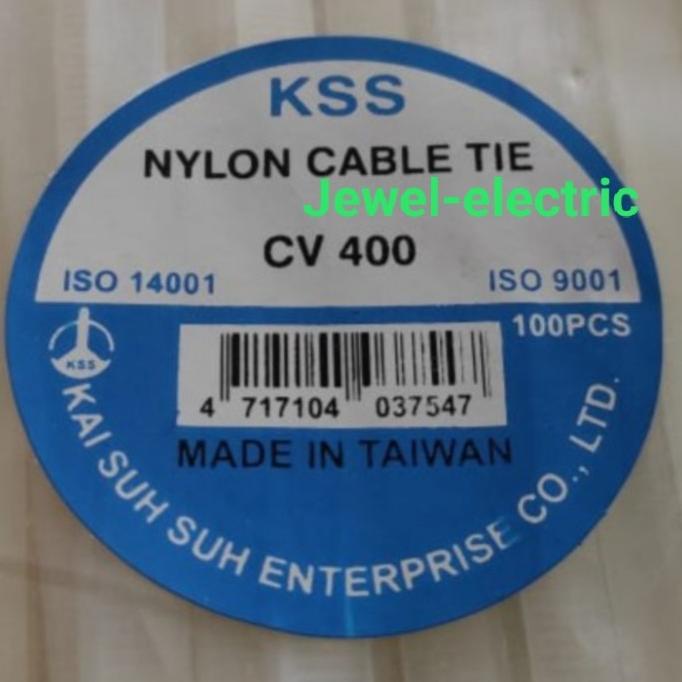 KSS
NYLON CABLE TIE
Jewel-electric
CV 400
ISO 14001
ISO 9001
100PCS
KSS
4 717104 037547
MADE IN TAIWAN
KAI SUH SUH ENTERPRISE CO., LTD.